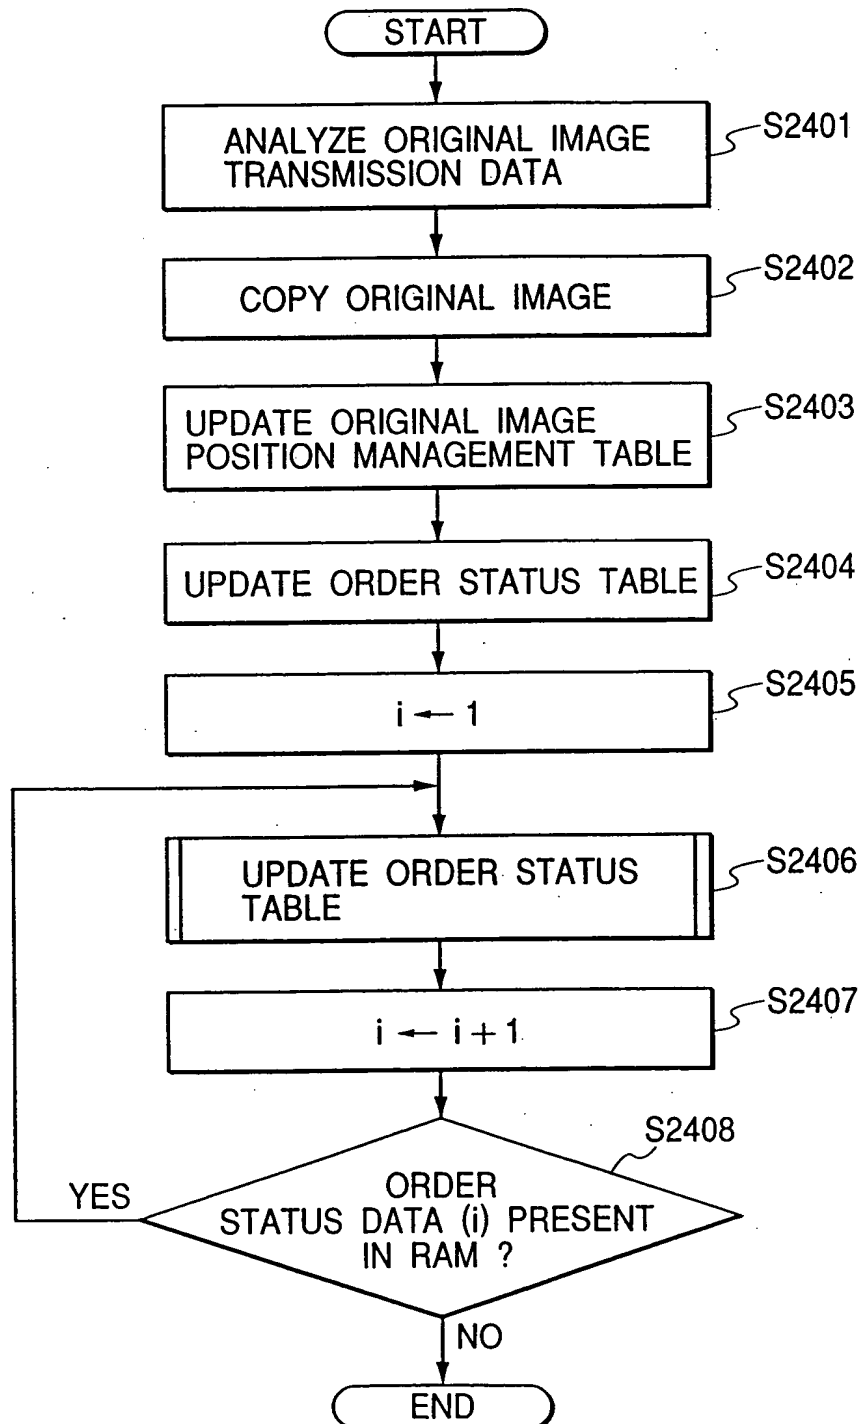 START
ANALYZE ORIGINAL IMAGE
TRANSMISSION DATA
S2401
COPY ORIGINAL IMAGE
S2402
UPDATE ORIGINAL IMAGE
POSITION MANAGEMENT TABLE
S2403
UPDATE ORDER STATUS TABLE
S2404
i ← 1
S2405
UPDATE ORDER STATUS
TABLE
S2406
i ← i + 1
S2407
S2408
YES
ORDER
STATUS DATA (i) PRESENT
IN RAM ?
NO
END